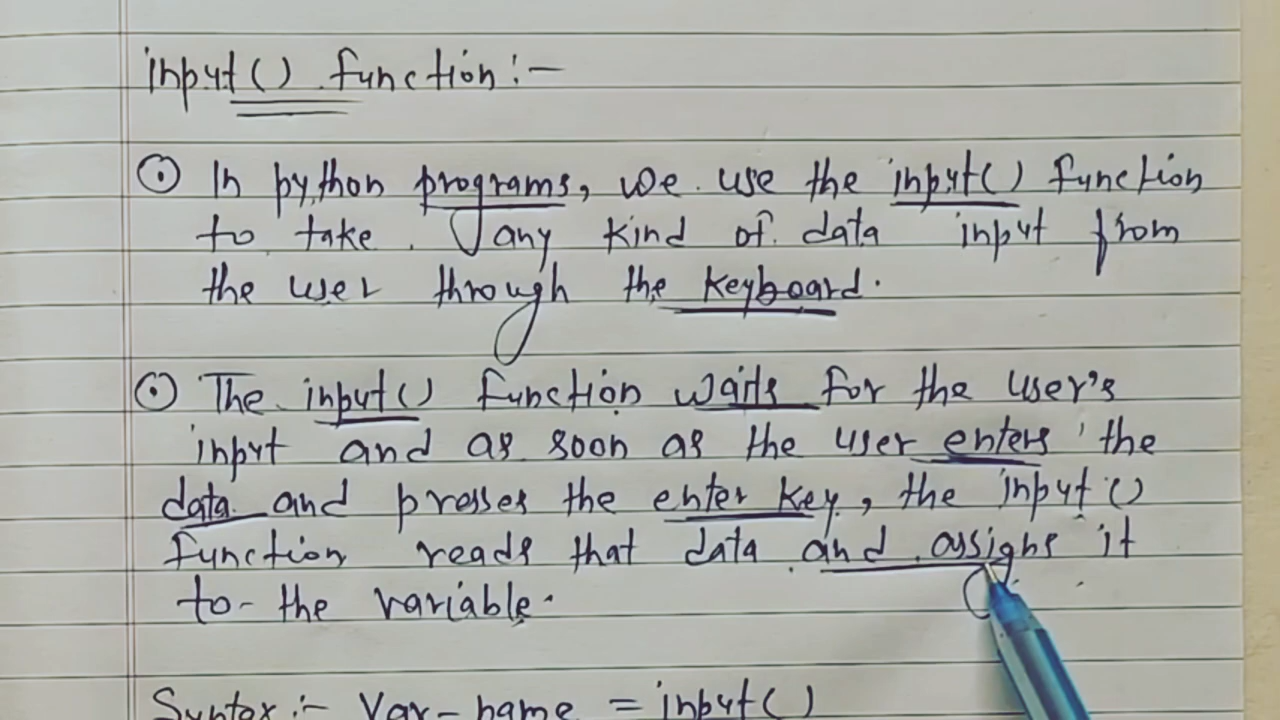 input() function :-
⊙ In python programs, we use the input() function
to take any kind of data input from
the user through the keyboard.
⊙ The input() function waits for the user's
input and as soon as the user enters the
data and presses the enter key, the input()
function reads that data and assigns it
to the variable.
Syntax :- Var-name = input()